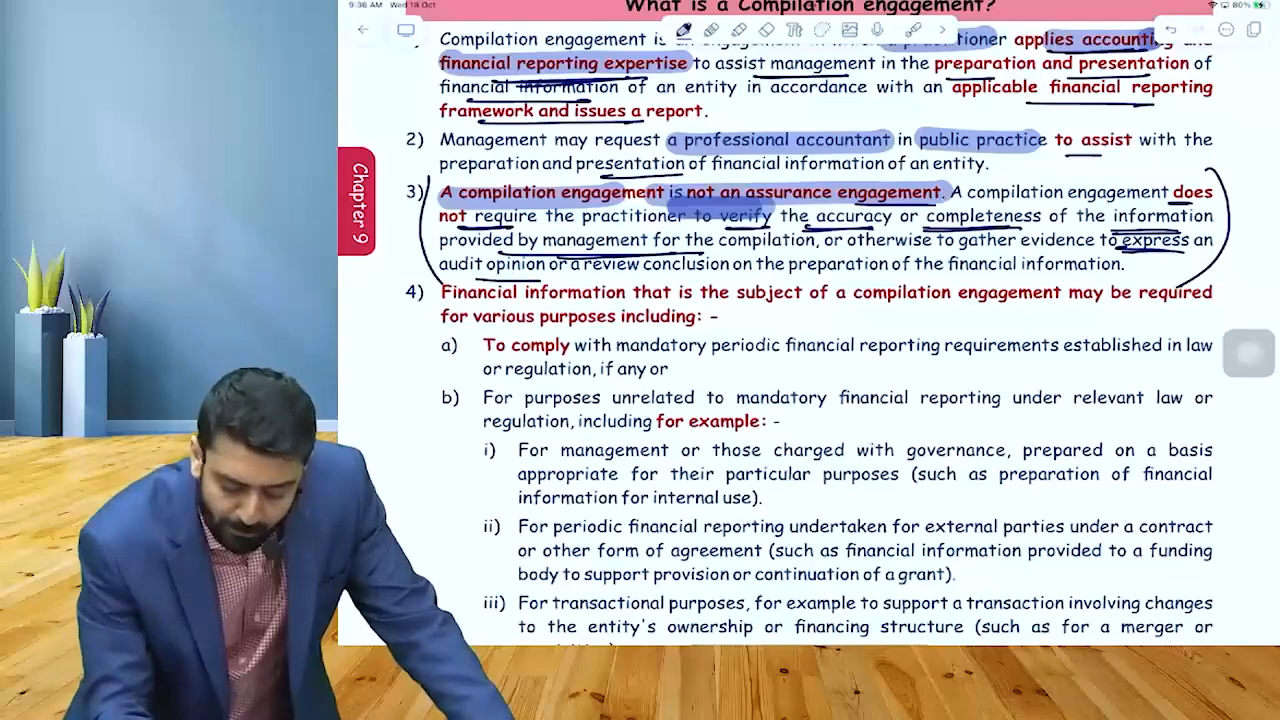 9:36 AM Wed 18 Oct
80%
What is a Compilation engagement?
Compilation engagement is
applies
financial reporting expertise to assist management in the preparation and presentation of
financial information of an entity in accordance with an applicable financial reporting
framework and issues a report.
2) Management may request a professional accountant in public practice to assist with the
preparation and presentation of financial information of an entity.
3) A compilation engagement is not an assurance engagement. A compilation engagement does
not require the practitioner to verify the accuracy or completeness of the information
provided by management for the compilation, or otherwise to gather evidence to express an
audit opinion or a review conclusion on the preparation of the financial information.
Chapter 9
4) Financial information that is the subject of a compilation engagement may be required
for various purposes including: -
a) To comply with mandatory periodic financial reporting requirements established in law
or regulation, if any or
b) For purposes unrelated to mandatory financial reporting under relevant law or
regulation, including for example: -
i) For management or those charged with governance, prepared on a basis
appropriate for their particular purposes (such as preparation of financial
information for internal use).
ii) For periodic financial reporting undertaken for external parties under a contract
or other form of agreement (such as financial information provided to a funding
body to support provision or continuation of a grant).
iii) For transactional purposes, for example to support a transaction involving changes
to the entity's ownership or financing structure (such as for a merger or